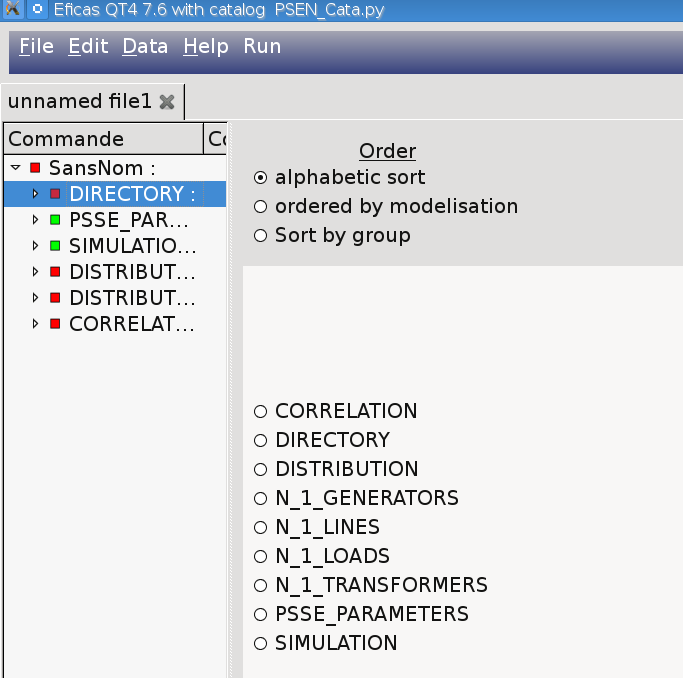 Eficas QT4 7.6 with catalog PSEN_Cata.py
File Edit Data Help Run
unnamed file1
Commande
SansNom :
DIRECTORY :
PSSE_PAR...
SIMULATIO...
DISTRIBUT...
DISTRIBUT...
CORRELAT...
Order
alphabetic sort
ordered by modelisation
Sort by group
CORRELATION
DIRECTORY
DISTRIBUTION
N_1_GENERATORS
N_1_LINES
N_1_LOADS
N_1_TRANSFORMERS
PSSE_PARAMETERS
SIMULATION